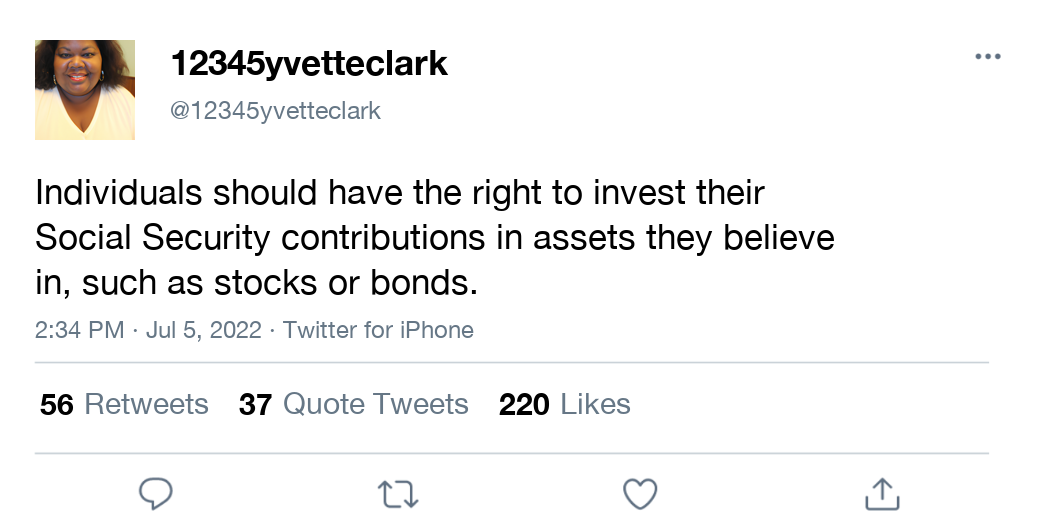 12345yvetteclark
@12345yvetteclark
Individuals should have the right to invest their
Social Security contributions in assets they believe
in, such as stocks or bonds.
2:34 PM · Jul 5, 2022 · Twitter for iPhone
56 Retweets 37 Quote Tweets 220 Likes